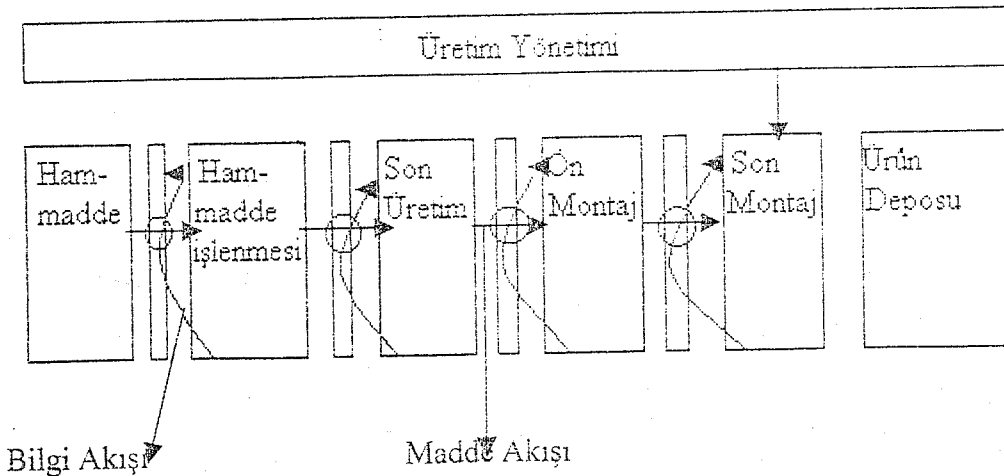 Üretim Yönetimi
Ham-
madde
Ham-
madde
işlenmesi
Son
Üretim
Ön
Montaj
Son
Montaj
Ürün
Deposu
Bilgi Akışı
Madde Akışı